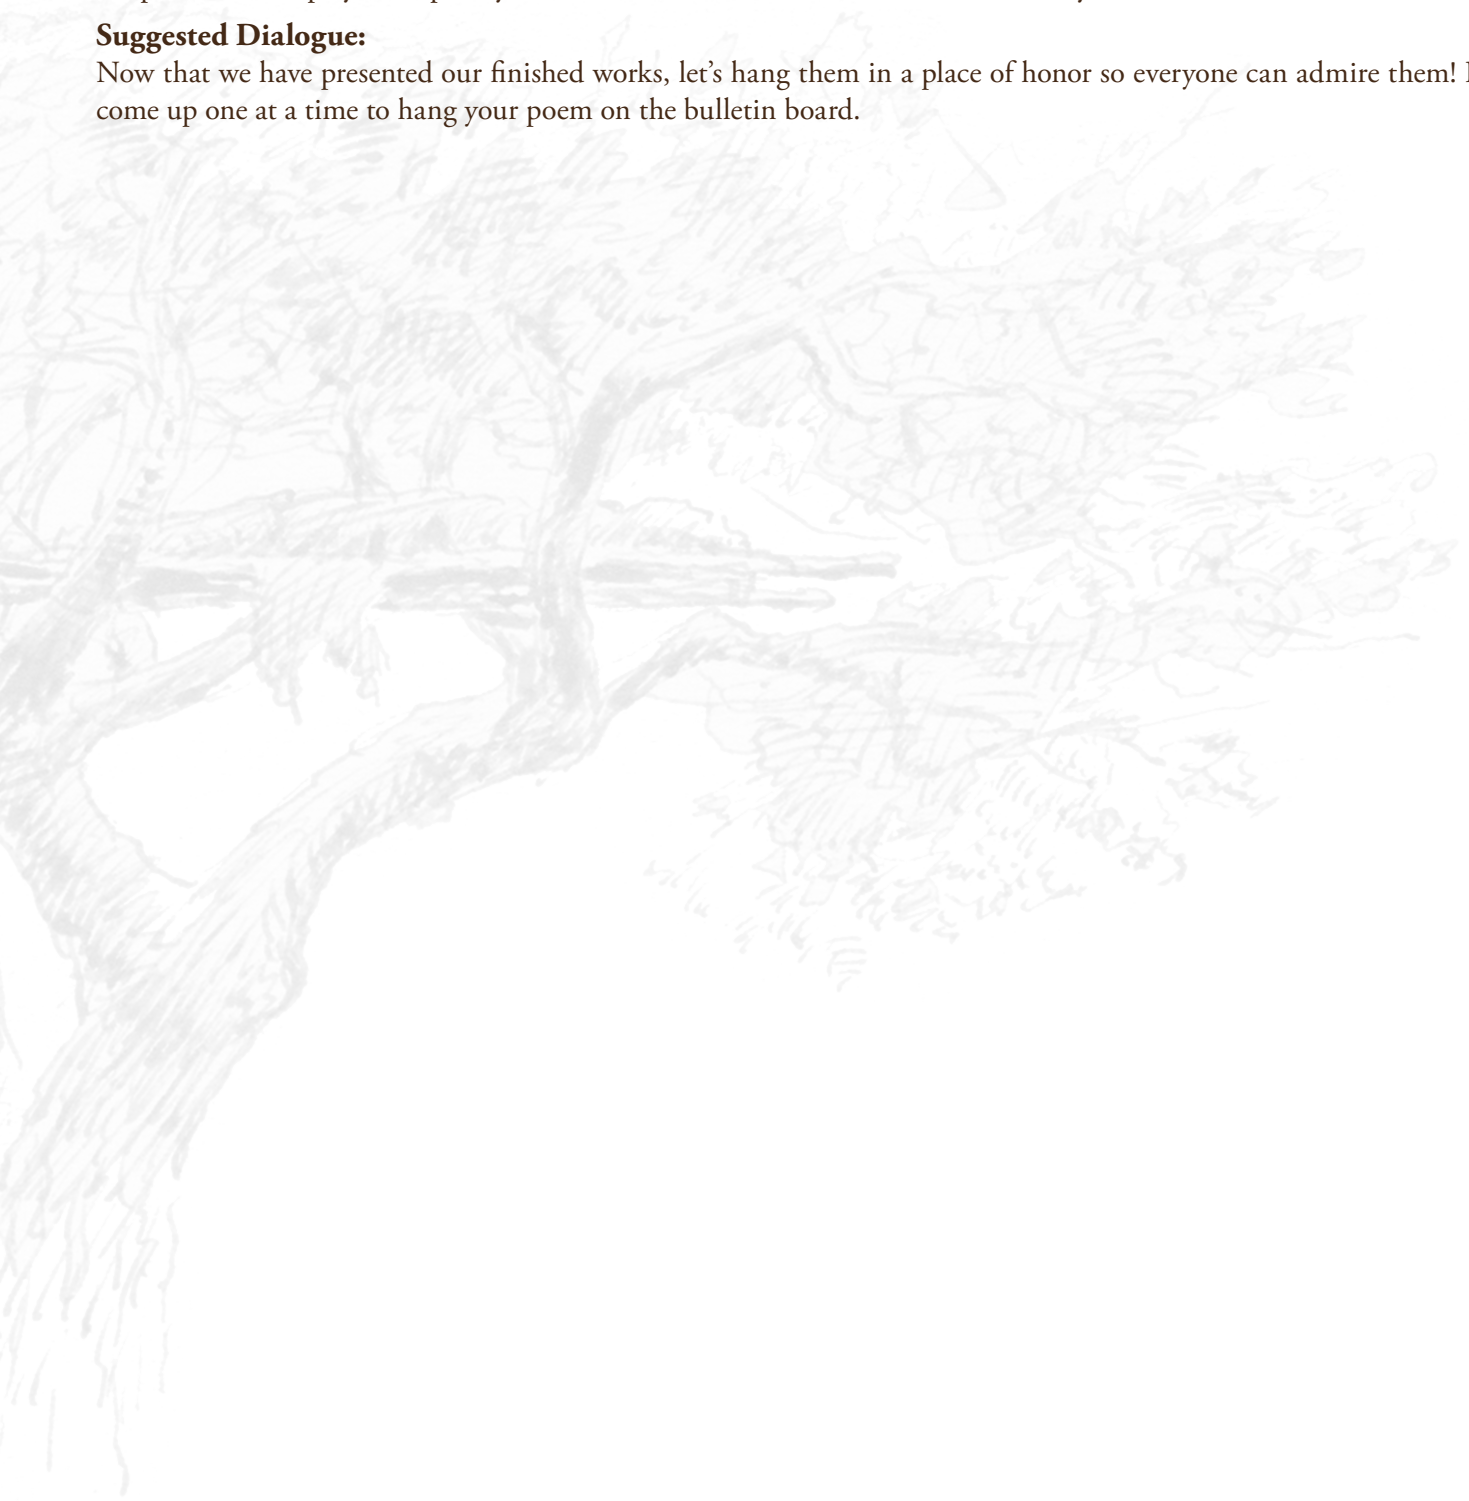 Suggested Dialogue:
Now that we have presented our finished works, let’s hang them in a place of honor so everyone can admire them!
come up one at a time to hang your poem on the bulletin board.